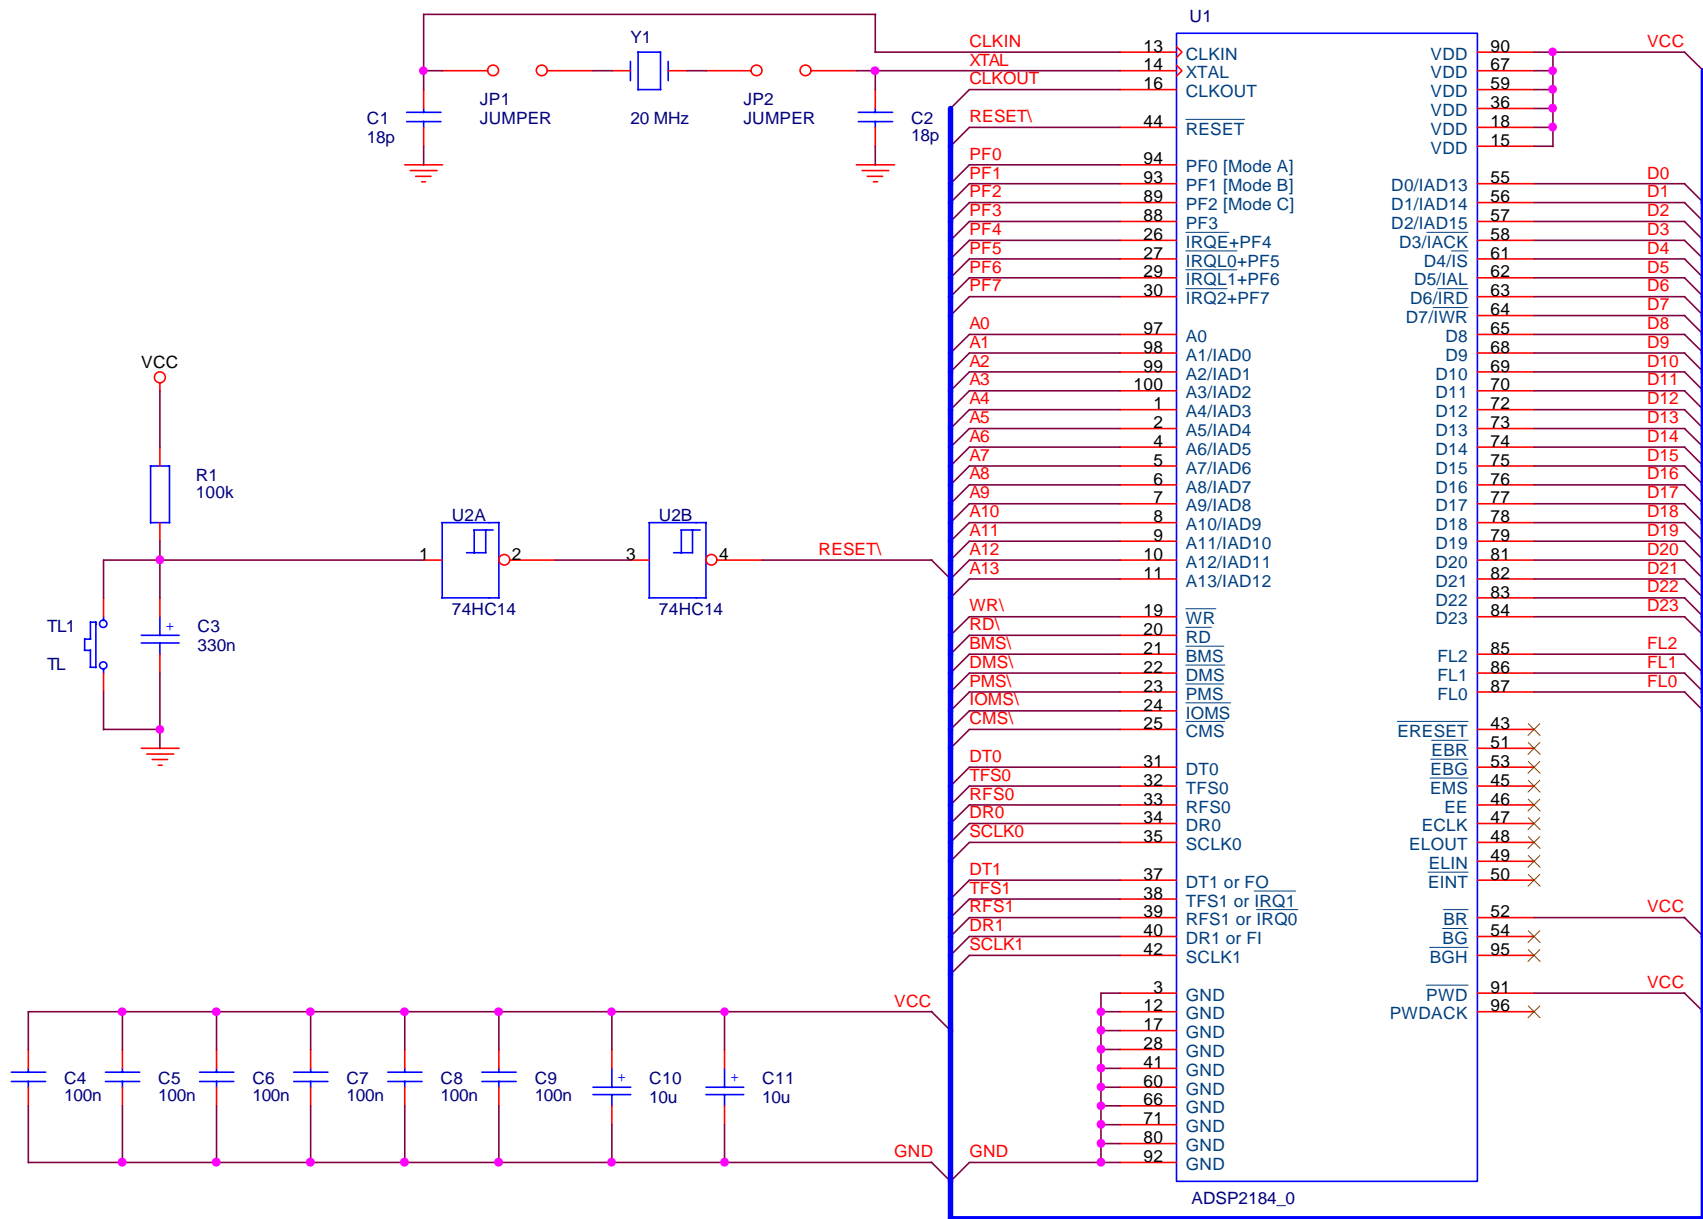 U1
Y1
JP1
JUMPER
20 MHz
JP2
JUMPER
C1
18p
C2
18p
CLKIN 13 CLKIN
XTAL 14 XTAL
CLKOUT 16 CLKOUT
RESET\ 44 RESET
PF0 94 PF0 [Mode A]
PF1 93 PF1 [Mode B]
PF2 89 PF2 [Mode C]
PF3 88 PF3
PF4 26 IRQE+PF4
PF5 27 IRQL0+PF5
PF6 29 IRQL1+PF6
PF7 30 IRQ2+PF7
A0 97 A0
A1 98 A1/IAD0
A2 99 A2/IAD1
A3 100 A3/IAD2
A4 1 A4/IAD3
A5 2 A5/IAD4
A6 4 A6/IAD5
A7 5 A7/IAD6
A8 6 A8/IAD7
A9 7 A9/IAD8
A10 8 A10/IAD9
A11 9 A11/IAD10
A12 10 A12/IAD11
A13 11 A13/IAD12
WR\ 19 WR
RD\ 20 RD
BMS\ 21 BMS
DMS\ 22 DMS
PMS\ 23 PMS
IOMS\ 24 IOMS
CMS\ 25 CMS
DT0 31 DT0
TFS0 32 TFS0
RFS0 33 RFS0
DR0 34 DR0
SCLK0 35 SCLK0
DT1 37 DT1 or FO
TFS1 38 TFS1 or IRQ1
RFS1 39 RFS1 or IRQ0
DR1 40 DR1 or FI
SCLK1 42 SCLK1
3 GND
12 GND
17 GND
28 GND
41 GND
60 GND
66 GND
71 GND
80 GND
GND 92 GND
VDD 90 VCC
VDD 67
VDD 59
VDD 36
VDD 18
VDD 15
D0/IAD13 55 D0
D1/IAD14 56 D1
D2/IAD15 57 D2
D3/IACK 58 D3
D4/IS 61 D4
D5/IAL 62 D5
D6/IRD 63 D6
D7/IWR 64 D7
D8 65 D8
D9 68 D9
D10 69 D10
D11 70 D11
D12 72 D12
D13 73 D13
D14 74 D14
D15 75 D15
D16 76 D16
D17 77 D17
D18 78 D18
D19 79 D19
D20 81 D20
D21 82 D21
D22 83 D22
D23 84 D23
FL2 85 FL2
FL1 86 FL1
FL0 87 FL0
ERESET 43
EBR 51
EBG 53
EMS 45
EE 46
ECLK 47
ELOUT 48
ELIN 49
EINT 50
BR 52 VCC
BG 54
BGH 95
PWD 91 VCC
PWDACK 96
ADSP2184_0
VCC
R1
100k
U2A
1 2
74HC14
U2B
3 4
74HC14
RESET\
TL1
TL
+ C3
330n
VCC
C4
100n
C5
100n
C6
100n
C7
100n
C8
100n
C9
100n
+ C10
10u
+ C11
10u
GND